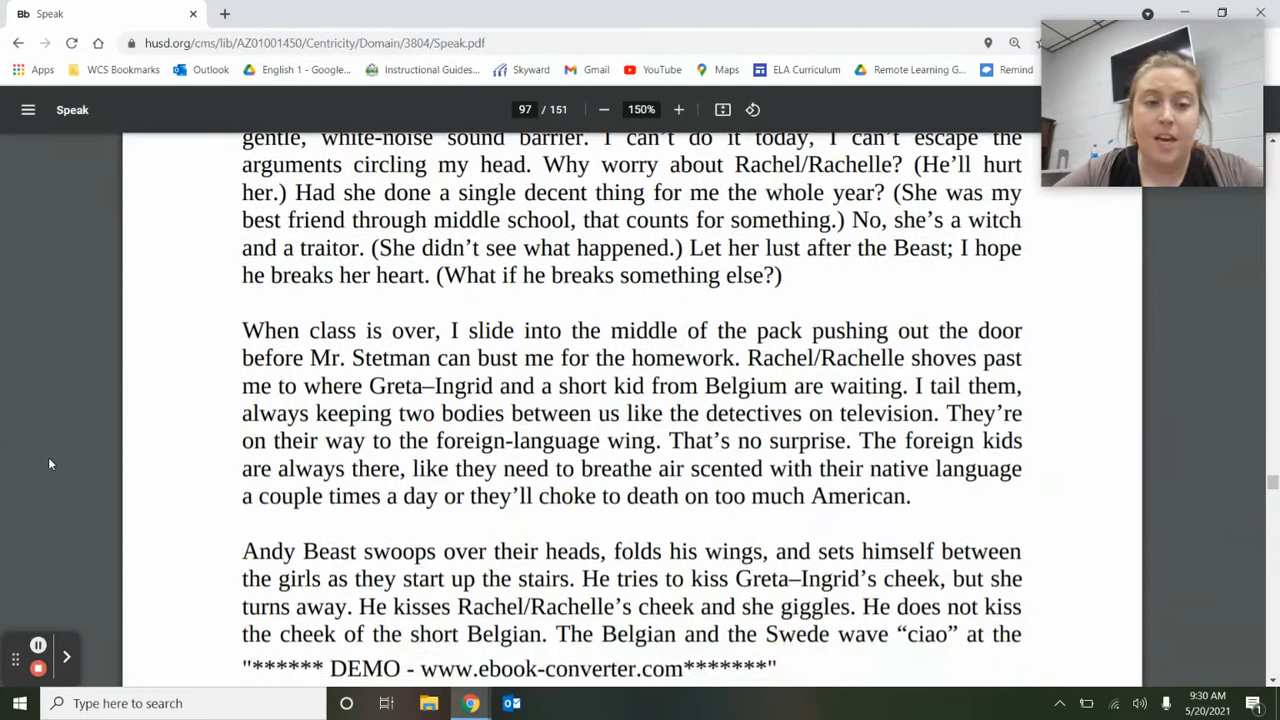 Bb Speak
husd.org/cms/lib/AZ01001450/Centricity/Domain/3804/Speak.pdf
Apps WCS Bookmarks Outlook English 1 - Google... Instructional Guides... Skyward Gmail YouTube Maps ELA Curriculum Remote Learning G... Remind
Speak 97 / 151 150%
gentle, white-noise sound barrier. I can't do it today, I can't escape the
arguments circling my head. Why worry about Rachel/Rachelle? (He'll hurt
her.) Had she done a single decent thing for me the whole year? (She was my
best friend through middle school, that counts for something.) No, she's a witch
and a traitor. (She didn't see what happened.) Let her lust after the Beast; I hope
he breaks her heart. (What if he breaks something else?)
When class is over, I slide into the middle of the pack pushing out the door
before Mr. Stetman can bust me for the homework. Rachel/Rachelle shoves past
me to where Greta–Ingrid and a short kid from Belgium are waiting. I tail them,
always keeping two bodies between us like the detectives on television. They're
on their way to the foreign-language wing. That's no surprise. The foreign kids
are always there, like they need to breathe air scented with their native language
a couple times a day or they'll choke to death on too much American.
Andy Beast swoops over their heads, folds his wings, and sets himself between
the girls as they start up the stairs. He tries to kiss Greta–Ingrid's cheek, but she
turns away. He kisses Rachel/Rachelle's cheek and she giggles. He does not kiss
the cheek of the short Belgian. The Belgian and the Swede wave “ciao” at the
"****** DEMO - www.ebook-converter.com*******"
Type here to search
9:30 AM
5/20/2021
1